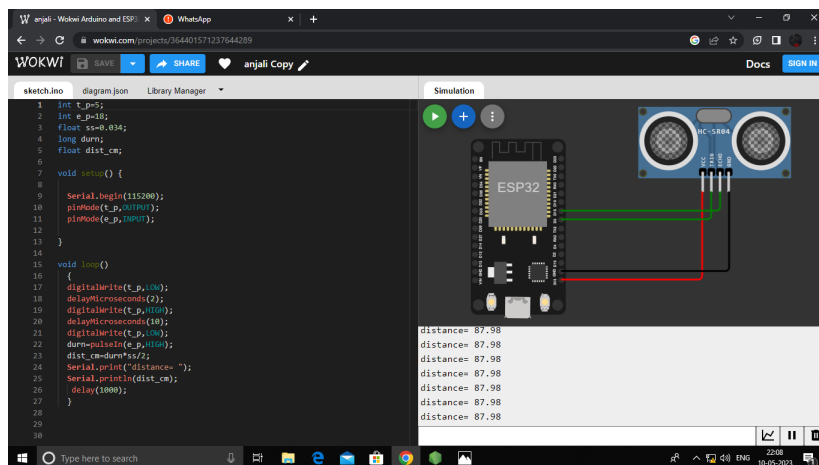 anjali - Wokwi Arduino and ESP3
WhatsApp
wokwi.com/projects/364401571237644289
WOKWI SAVE SHARE anjali Copy Docs SIGN IN
sketch.ino diagram.json Library Manager
Simulation
1 int t_p=5;
2 int e_p=18;
3 float ss=0.034;
4 long durn;
5 float dist_cm;
6
7 void setup() {
8
9 Serial.begin(115200);
10 pinMode(t_p,OUTPUT);
11 pinMode(e_p,INPUT);
12
13 }
14
15 void loop()
16 {
17 digitalWrite(t_p,LOW);
18 delayMicroseconds(2);
19 digitalWrite(t_p,HIGH);
20 delayMicroseconds(10);
21 digitalWrite(t_p,LOW);
22 durn=pulseIn(e_p,HIGH);
23 dist_cm=durn*ss/2;
24 Serial.print("distance= ");
25 Serial.println(dist_cm);
26 delay(1000);
27 }
28
29
30
HC-SR04
VCC
TRIG
ECHO
GND
ESP32
distance= 87.98
distance= 87.98
distance= 87.98
distance= 87.98
distance= 87.98
distance= 87.98
distance= 87.98
Type here to search
ENG
22:08
10-05-2023